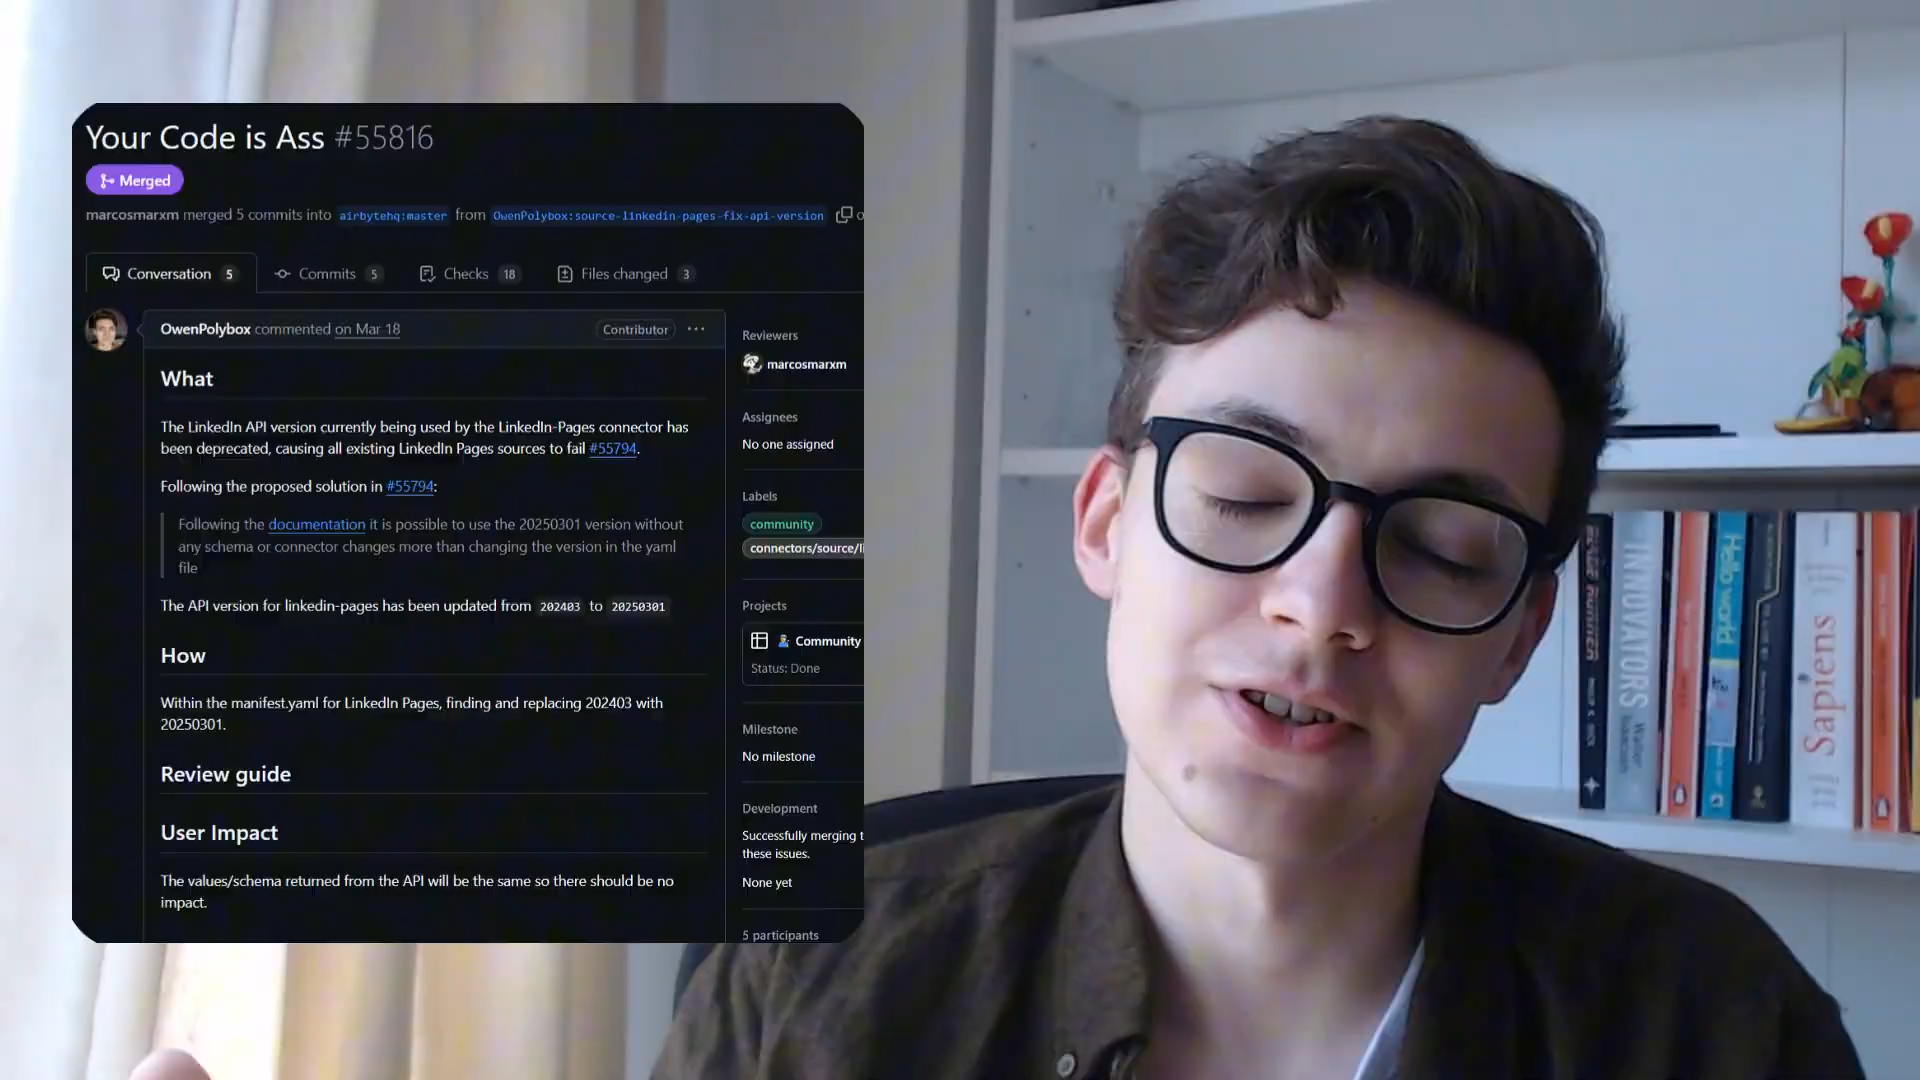 Your Code is Ass #55816
Merged
marcosmarxm merged 5 commits into airbytehq:master from OwenPolybox:source-linkedin-pages-fix-api-version
Conversation 5 Commits 5 Checks 18 Files changed 3
OwenPolybox commented on Mar 18 Contributor
What
The LinkedIn API version currently being used by the LinkedIn-Pages connector has
been deprecated, causing all existing LinkedIn Pages sources to fail #55794.
Following the proposed solution in #55794:
Following the documentation it is possible to use the 20250301 version without
any schema or connector changes more than changing the version in the yaml
file
The API version for linkedin-pages has been updated from 202403 to 20250301
How
Within the manifest.yaml for LinkedIn Pages, finding and replacing 202403 with
20250301.
Review guide
User Impact
The values/schema returned from the API will be the same so there should be no
impact.
Reviewers
marcosmarxm
Assignees
No one assigned
Labels
community
connectors/source/li
Projects
Community
Status: Done
Milestone
No milestone
Development
Successfully merging t
these issues.
None yet
5 participants
INNOVATORS
Hello world
Sapiens